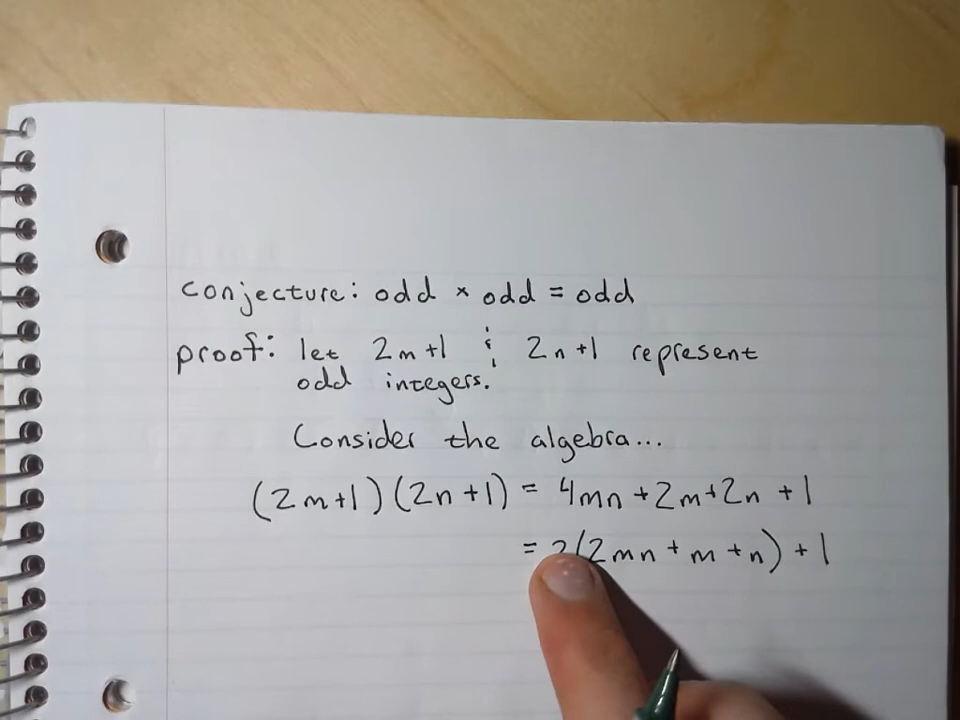 conjecture: odd × odd = odd
proof: let 2m+1 & 2n+1 represent
odd integers.
Consider the algebra...
(2m+1)(2n+1) = 4mn+2m+2n+1
= 2(2mn+m+n)+1